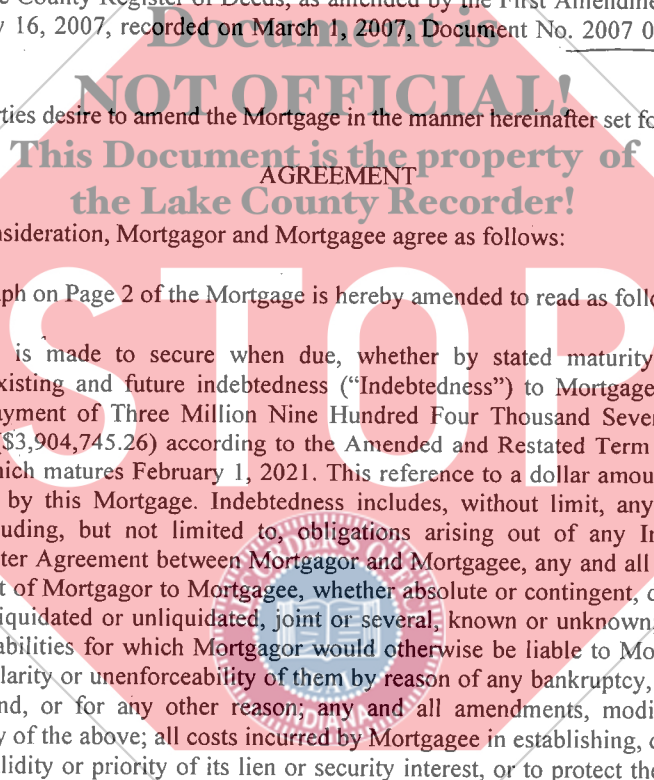 e County Register of Deeds, as amended by the First Amendme
Document is
y 16, 2007, recorded on March 1, 2007, Document No. 2007 0
NOT OFFICIAL!
ties desire to amend the Mortgage in the manner hereinafter set fo
This Document is the property of
AGREEMENT
the Lake County Recorder!
nsideration, Mortgagor and Mortgagee agree as follows:
STOP
ph on Page 2 of the Mortgage is hereby amended to read as follo
is made to secure when due, whether by stated maturity
xisting and future indebtedness (“Indebtedness”) to Mortgage
ayment of Three Million Nine Hundred Four Thousand Seve
($3,904,745.26) according to the Amended and Restated Term
hich matures February 1, 2021. This reference to a dollar amou
by this Mortgage. Indebtedness includes, without limit, any
uding, but not limited to, obligations arising out of any In
ter Agreement between Mortgagor and Mortgagee, any and all
t of Mortgagor to Mortgagee, whether absolute or contingent, d
iquidated or unliquidated, joint or several, known or unknown
abilities for which Mortgagor would otherwise be liable to Mo
larity or unenforceability of them by reason of any bankruptcy,
nd, or for any other reason; any and all amendments, modi
y of the above; all costs incurred by Mortgagee in establishing, d
lidity or priority of its lien or security interest, or to protect the
RECORDER'S OFFIC
INDIANA